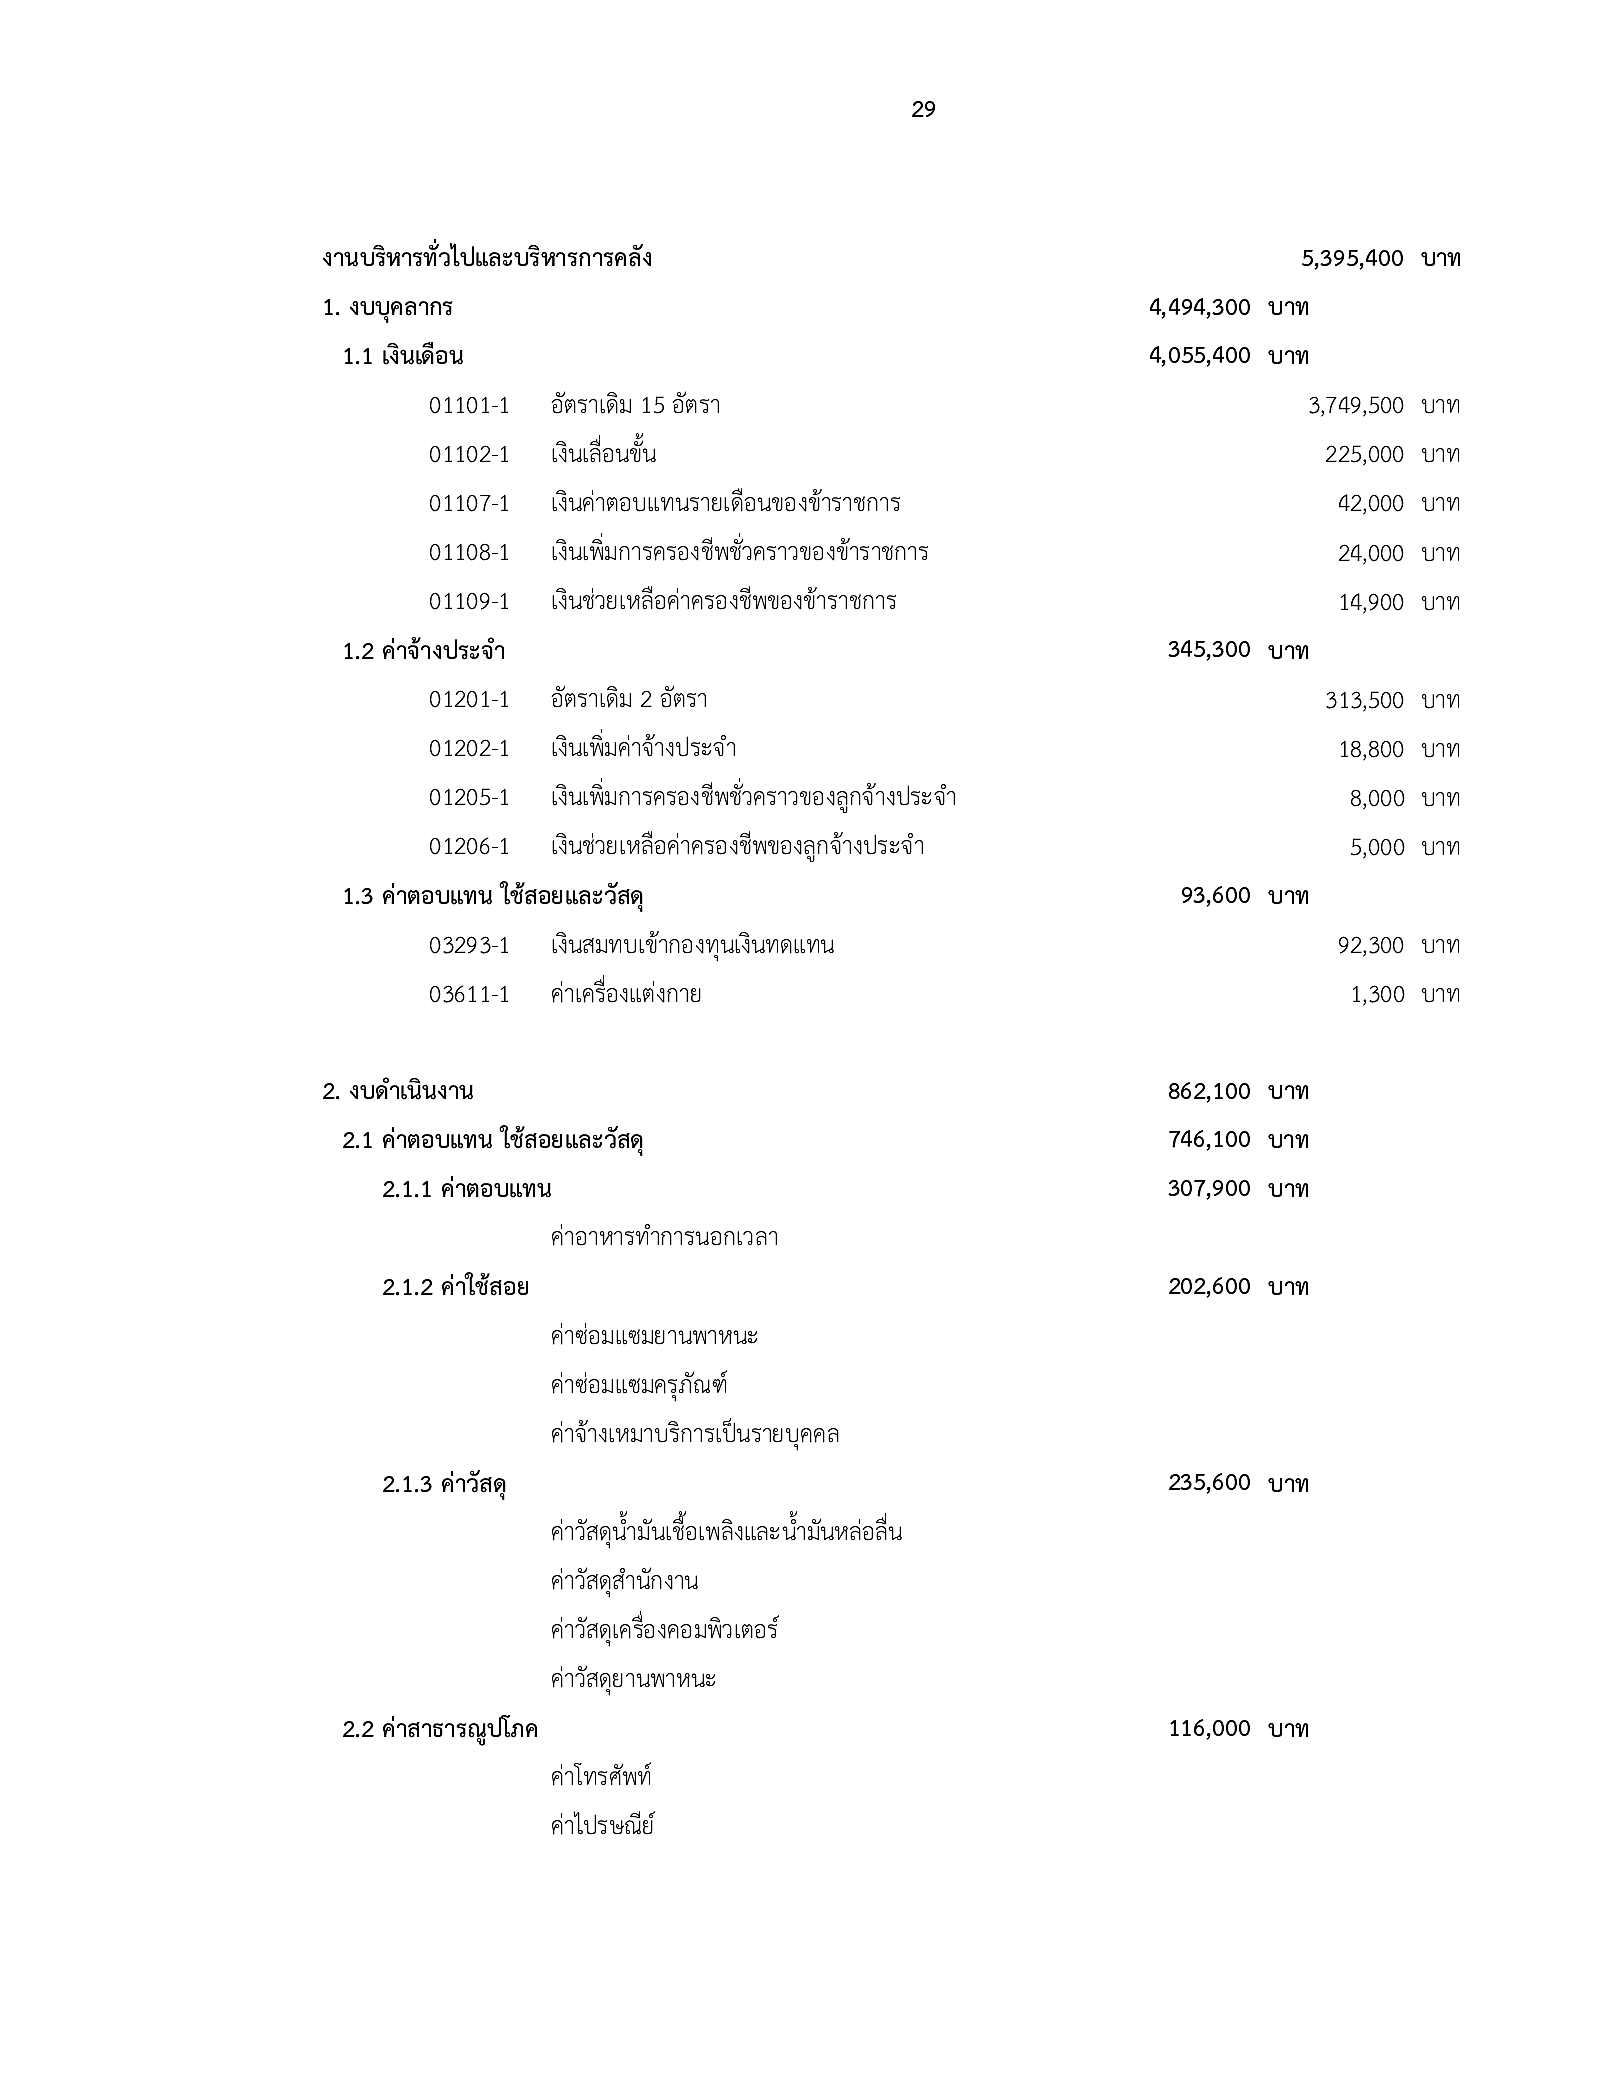 29
งานบริหารทั่วไปและบริหารการคลัง 5,395,400 บาท
1. งบบุคลากร 4,494,300 บาท
1.1 เงินเดือน 4,055,400 บาท
01101-1 อัตราเดิม 15 อัตรา 3,749,500 บาท
01102-1 เงินเลื่อนขั้น 225,000 บาท
01107-1 เงินค่าตอบแทนรายเดือนของข้าราชการ 42,000 บาท
01108-1 เงินเพิ่มการครองชีพชั่วคราวของข้าราชการ 24,000 บาท
01109-1 เงินช่วยเหลือค่าครองชีพของข้าราชการ 14,900 บาท
1.2 ค่าจ้างประจำ 345,300 บาท
01201-1 อัตราเดิม 2 อัตรา 313,500 บาท
01202-1 เงินเพิ่มค่าจ้างประจำ 18,800 บาท
01205-1 เงินเพิ่มการครองชีพชั่วคราวของลูกจ้างประจำ 8,000 บาท
01206-1 เงินช่วยเหลือค่าครองชีพของลูกจ้างประจำ 5,000 บาท
1.3 ค่าตอบแทน ใช้สอยและวัสดุ 93,600 บาท
03293-1 เงินสมทบเข้ากองทุนเงินทดแทน 92,300 บาท
03611-1 ค่าเครื่องแต่งกาย 1,300 บาท
2. งบดำเนินงาน 862,100 บาท
2.1 ค่าตอบแทน ใช้สอยและวัสดุ 746,100 บาท
2.1.1 ค่าตอบแทน 307,900 บาท
ค่าอาหารทำการนอกเวลา
2.1.2 ค่าใช้สอย 202,600 บาท
ค่าซ่อมแซมยานพาหนะ
ค่าซ่อมแซมครุภัณฑ์
ค่าจ้างเหมาบริการเป็นรายบุคคล
2.1.3 ค่าวัสดุ 235,600 บาท
ค่าวัสดุน้ำมันเชื้อเพลิงและน้ำมันหล่อลื่น
ค่าวัสดุสำนักงาน
ค่าวัสดุเครื่องคอมพิวเตอร์
ค่าวัสดุยานพาหนะ
2.2 ค่าสาธารณูปโภค 116,000 บาท
ค่าโทรศัพท์
ค่าไปรษณีย์